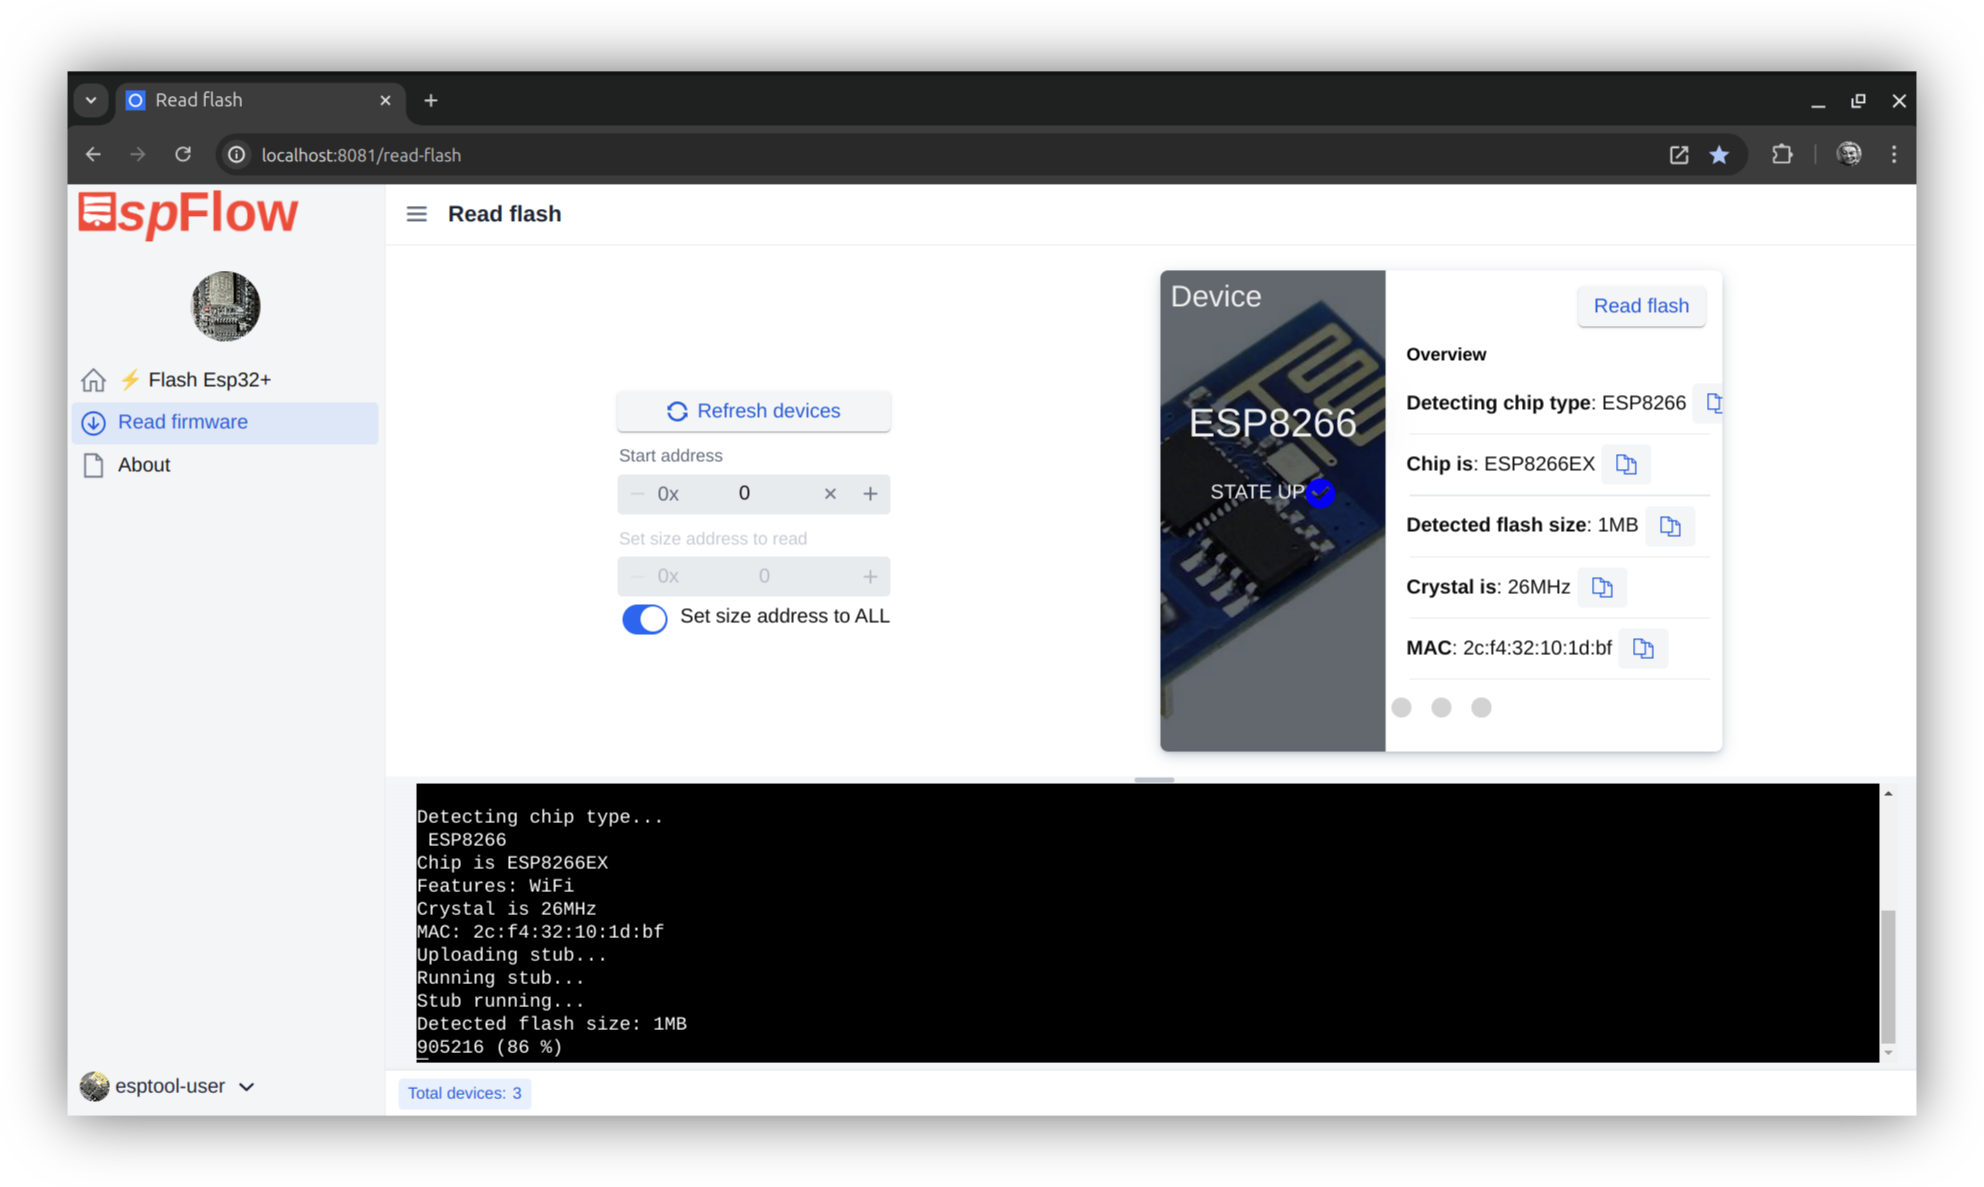 Read flash
localhost:8081/read-flash
EspFlow
Read flash
⚡ Flash Esp32+
Read firmware
About
Refresh devices
Start address
0x 0
Set size address to read
0x 0
Set size address to ALL
Device
ESP8266
STATE UP
Read flash
Overview
Detecting chip type: ESP8266
Chip is: ESP8266EX
Detected flash size: 1MB
Crystal is: 26MHz
MAC: 2c:f4:32:10:1d:bf
Detecting chip type...
ESP8266
Chip is ESP8266EX
Features: WiFi
Crystal is 26MHz
MAC: 2c:f4:32:10:1d:bf
Uploading stub...
Running stub...
Stub running...
Detected flash size: 1MB
905216 (86 %)
esptool-user
Total devices: 3